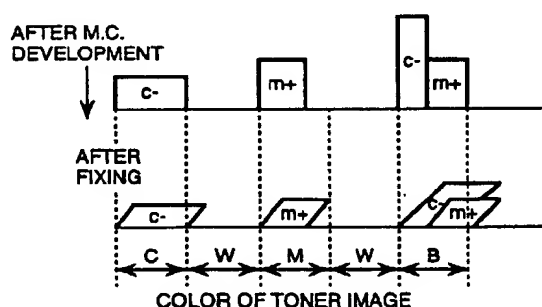 AFTER M.C.
DEVELOPMENT
c-
m+
c-
m+
AFTER
FIXING
c-
m+
c-
m+
C
W
M
W
B
COLOR OF TONER IMAGE